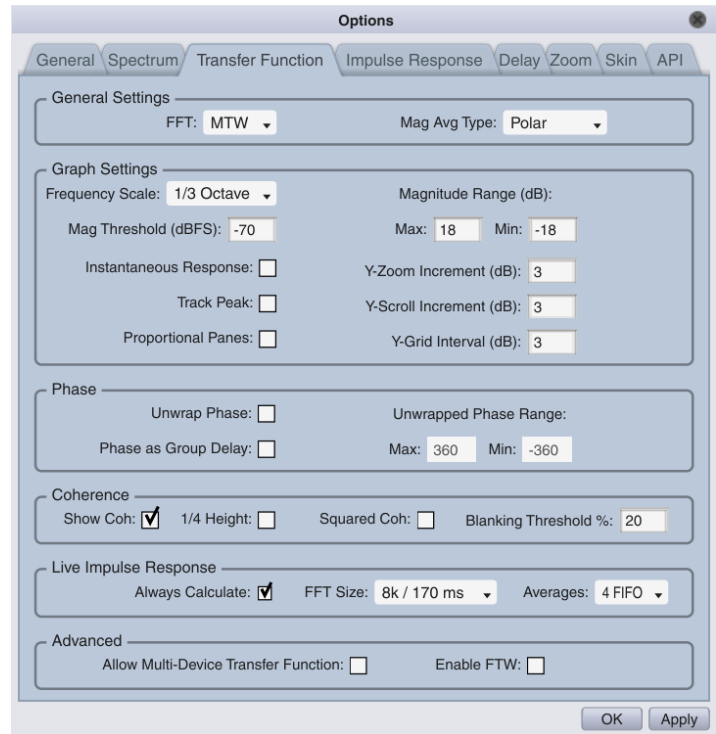 Options
General Spectrum Transfer Function Impulse Response Delay Zoom Skin API
General Settings
FFT: MTW Mag Avg Type: Polar
Graph Settings
Frequency Scale: 1/3 Octave Magnitude Range (dB):
Mag Threshold (dBFS): -70 Max: 18 Min: -18
Instantaneous Response: Y-Zoom Increment (dB): 3
Track Peak: Y-Scroll Increment (dB): 3
Proportional Panes: Y-Grid Interval (dB): 3
Phase
Unwrap Phase: Unwrapped Phase Range:
Phase as Group Delay: Max: 360 Min: -360
Coherence
Show Coh: 1/4 Height: Squared Coh: Blanking Threshold %: 20
Live Impulse Response
Always Calculate: FFT Size: 8k / 170 ms Averages: 4 FIFO
Advanced
Allow Multi-Device Transfer Function: Enable FTW:
OK Apply